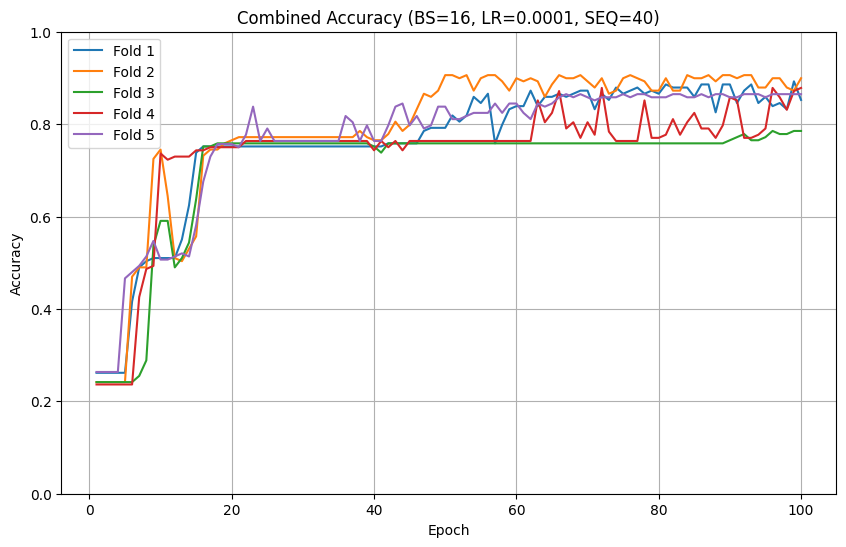 Combined Accuracy (BS=16, LR=0.0001, SEQ=40)
Fold 1
Fold 2
Fold 3
Fold 4
Fold 5
Accuracy
1.0
0.8
0.6
0.4
0.2
0.0
0 20 40 60 80 100
Epoch